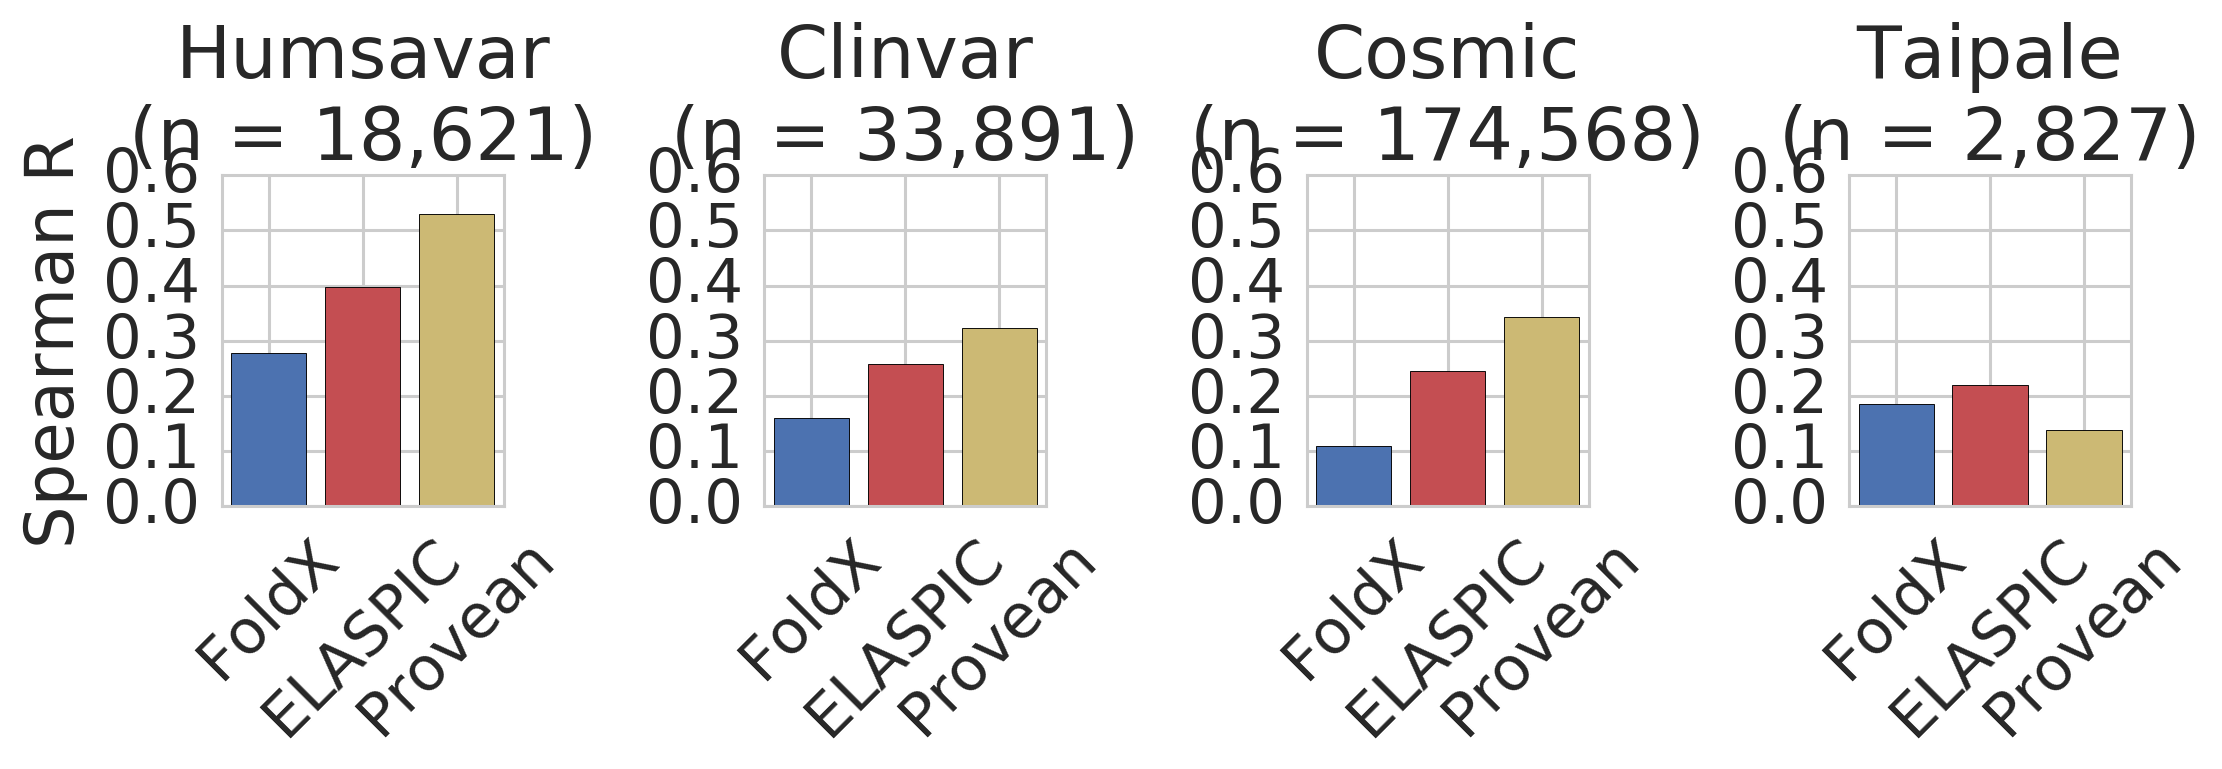 Humsavar
(n = 18,621)
Clinvar
(n = 33,891)
Cosmic
(n = 174,568)
Taipale
(n = 2,827)
Spearman R
0.6
0.5
0.4
0.3
0.2
0.1
0.0
FoldX
ELASPIC
Provean
0.6
0.5
0.4
0.3
0.2
0.1
0.0
FoldX
ELASPIC
Provean
0.6
0.5
0.4
0.3
0.2
0.1
0.0
FoldX
ELASPIC
Provean
0.6
0.5
0.4
0.3
0.2
0.1
0.0
FoldX
ELASPIC
Provean